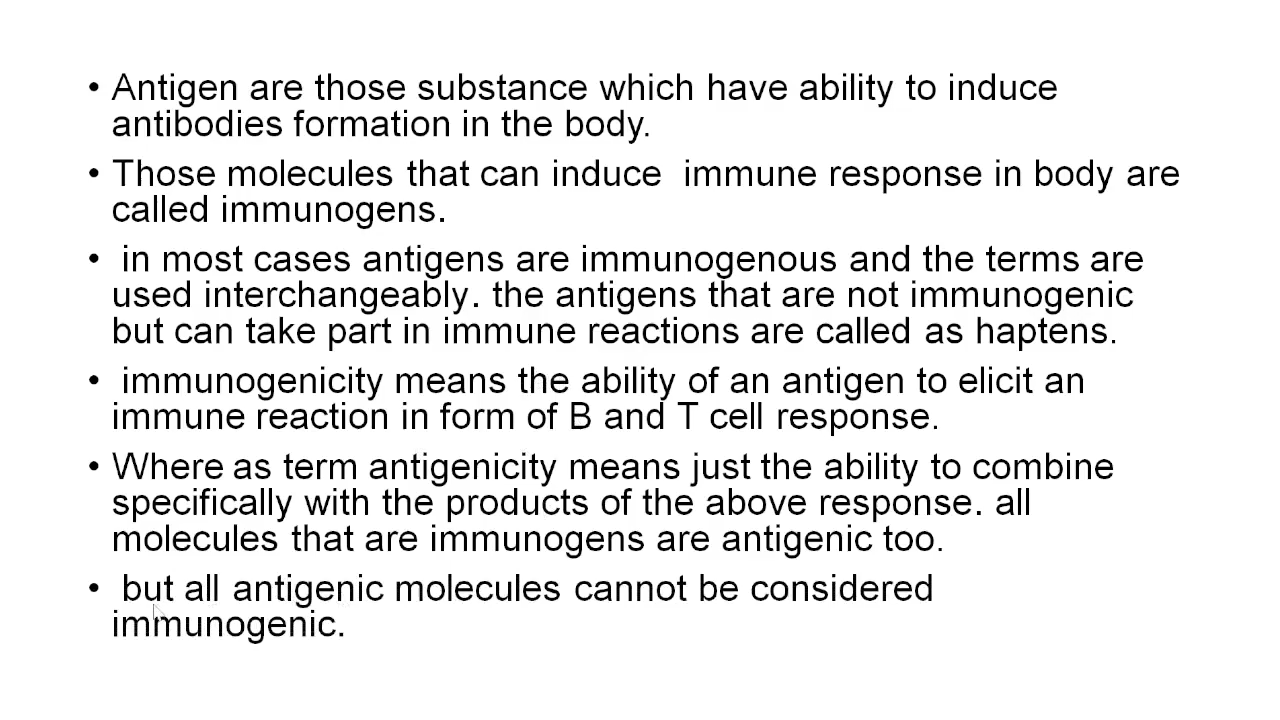 • Antigen are those substance which have ability to induce
antibodies formation in the body.
• Those molecules that can induce  immune response in body are
called immunogens.
•  in most cases antigens are immunogenous and the terms are
used interchangeably. the antigens that are not immunogenic
but can take part in immune reactions are called as haptens.
•  immunogenicity means the ability of an antigen to elicit an
immune reaction in form of B and T cell response.
• Where as term antigenicity means just the ability to combine
specifically with the products of the above response. all
molecules that are immunogens are antigenic too.
•  but all antigenic molecules cannot be considered
immunogenic.